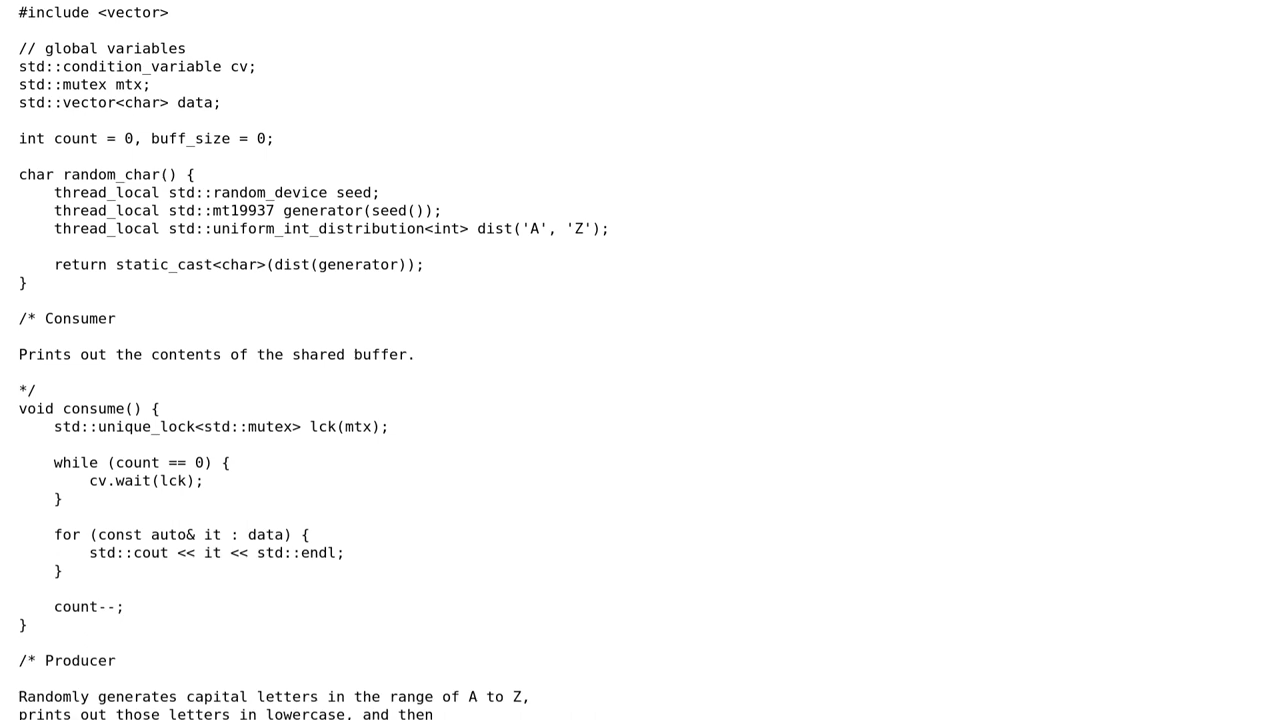 #include <vector>

// global variables
std::condition_variable cv;
std::mutex mtx;
std::vector<char> data;

int count = 0, buff_size = 0;

char random_char() {
    thread_local std::random_device seed;
    thread_local std::mt19937 generator(seed());
    thread_local std::uniform_int_distribution<int> dist('A', 'Z');

    return static_cast<char>(dist(generator));
}

/* Consumer

Prints out the contents of the shared buffer.

*/
void consume() {
    std::unique_lock<std::mutex> lck(mtx);

    while (count == 0) {
        cv.wait(lck);
    }

    for (const auto& it : data) {
        std::cout << it << std::endl;
    }

    count--;
}

/* Producer

Randomly generates capital letters in the range of A to Z,
prints out those letters in lowercase, and then